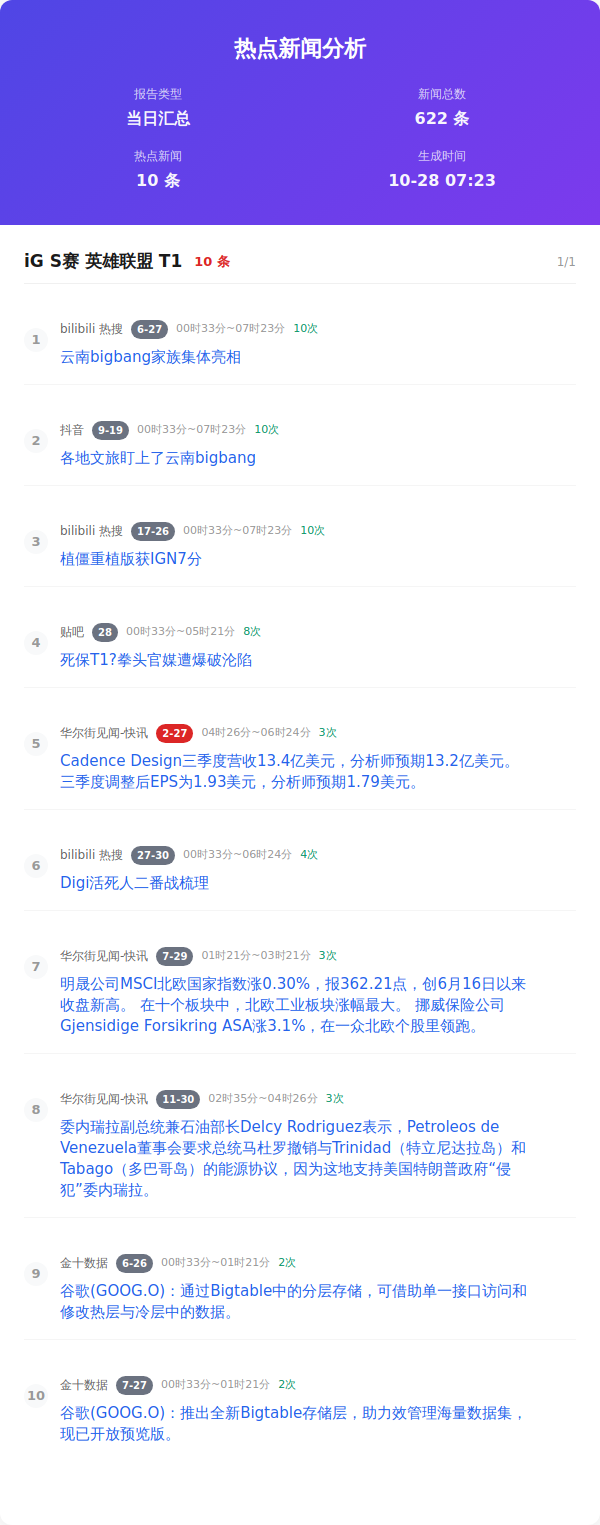 热点新闻分析
报告类型
新闻总数
当日汇总
622 条
热点新闻
生成时间
10 条
10-28 07:23
iG S赛 英雄联盟 T1 10 条 1/1
1 bilibili 热搜 6-27 00时33分~07时23分 10次
云南bigbang家族集体亮相
2 抖音 9-19 00时33分~07时23分 10次
各地文旅盯上了云南bigbang
3 bilibili 热搜 17-26 00时33分~07时23分 10次
植僵重植版获IGN7分
4 贴吧 28 00时33分~05时21分 8次
死保T1?拳头官媒遭爆破沦陷
5 华尔街见闻-快讯 2-27 04时26分~06时24分 3次
Cadence Design三季度营收13.4亿美元，分析师预期13.2亿美元。
三季度调整后EPS为1.93美元，分析师预期1.79美元。
6 bilibili 热搜 27-30 00时33分~06时24分 4次
Digi活死人二番战梳理
7 华尔街见闻-快讯 7-29 01时21分~03时21分 3次
明晟公司MSCI北欧国家指数涨0.30%，报362.21点，创6月16日以来
收盘新高。 在十个板块中，北欧工业板块涨幅最大。 挪威保险公司
Gjensidige Forsikring ASA涨3.1%，在一众北欧个股里领跑。
8 华尔街见闻-快讯 11-30 02时35分~04时26分 3次
委内瑞拉副总统兼石油部长Delcy Rodriguez表示，Petroleos de
Venezuela董事会要求总统马杜罗撤销与Trinidad（特立尼达拉岛）和
Tabago（多巴哥岛）的能源协议，因为这地支持美国特朗普政府“侵
犯”委内瑞拉。
9 金十数据 6-26 00时33分~01时21分 2次
谷歌(GOOG.O)：通过Bigtable中的分层存储，可借助单一接口访问和
修改热层与冷层中的数据。
10 金十数据 7-27 00时33分~01时21分 2次
谷歌(GOOG.O)：推出全新Bigtable存储层，助力效管理海量数据集，
现已开放预览版。